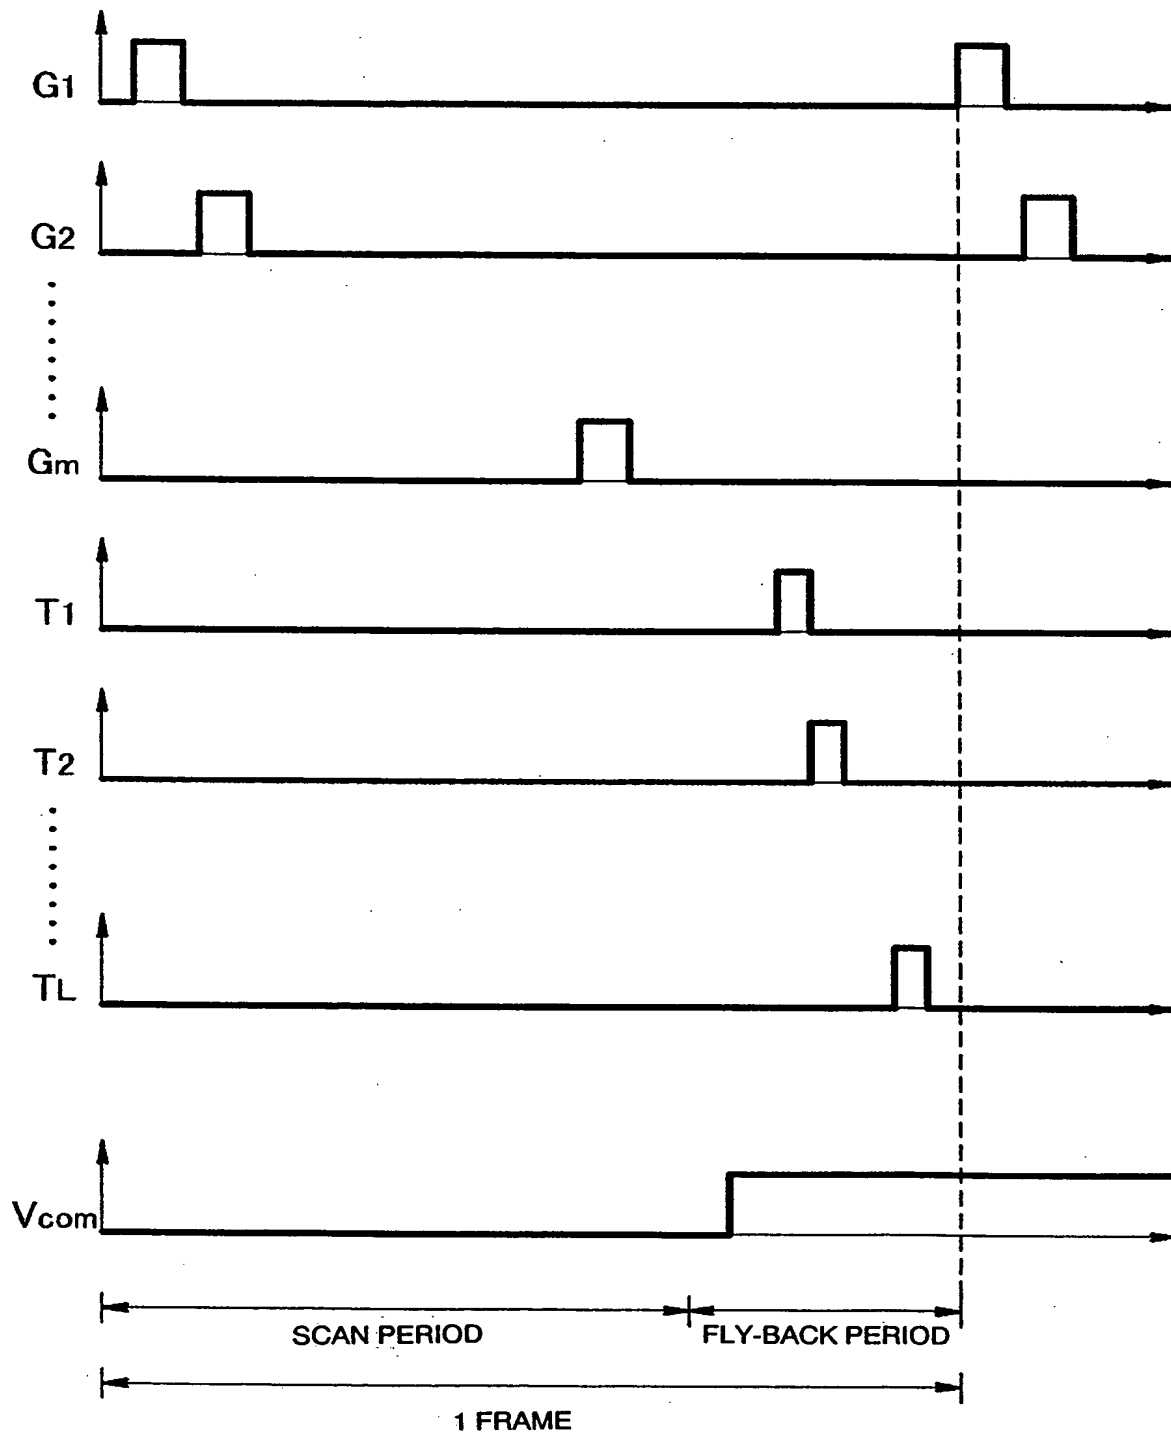 G1
G2
Gm
T1
T2
TL
Vcom
SCAN PERIOD
FLY-BACK PERIOD
1 FRAME